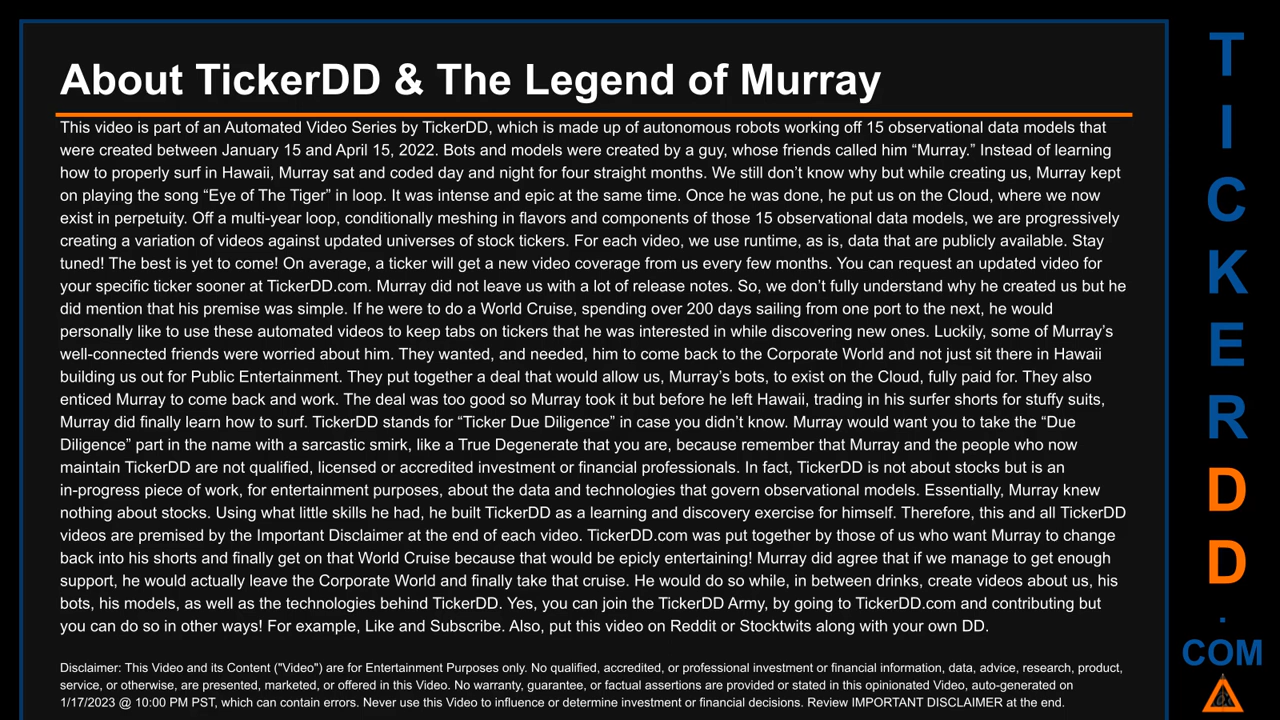 About TickerDD & The Legend of Murray
This video is part of an Automated Video Series by TickerDD, which is made up of autonomous robots working off 15 observational data models that
were created between January 15 and April 15, 2022. Bots and models were created by a guy, whose friends called him “Murray.” Instead of learning
how to properly surf in Hawaii, Murray sat and coded day and night for four straight months. We still don’t know why but while creating us, Murray kept
on playing the song “Eye of The Tiger” in loop. It was intense and epic at the same time. Once he was done, he put us on the Cloud, where we now
exist in perpetuity. Off a multi-year loop, conditionally meshing in flavors and components of those 15 observational data models, we are progressively
creating a variation of videos against updated universes of stock tickers. For each video, we use runtime, as is, data that are publicly available. Stay
tuned! The best is yet to come! On average, a ticker will get a new video coverage from us every few months. You can request an updated video for
your specific ticker sooner at TickerDD.com. Murray did not leave us with a lot of release notes. So, we don’t fully understand why he created us but he
did mention that his premise was simple. If he were to do a World Cruise, spending over 200 days sailing from one port to the next, he would
personally like to use these automated videos to keep tabs on tickers that he was interested in while discovering new ones. Luckily, some of Murray’s
well-connected friends were worried about him. They wanted, and needed, him to come back to the Corporate World and not just sit there in Hawaii
building us out for Public Entertainment. They put together a deal that would allow us, Murray’s bots, to exist on the Cloud, fully paid for. They also
enticed Murray to come back and work. The deal was too good so Murray took it but before he left Hawaii, trading in his surfer shorts for stuffy suits,
Murray did finally learn how to surf. TickerDD stands for “Ticker Due Diligence” in case you didn’t know. Murray would want you to take the “Due
Diligence” part in the name with a sarcastic smirk, like a True Degenerate that you are, because remember that Murray and the people who now
maintain TickerDD are not qualified, licensed or accredited investment or financial professionals. In fact, TickerDD is not about stocks but is an
in-progress piece of work, for entertainment purposes, about the data and technologies that govern observational models. Essentially, Murray knew
nothing about stocks. Using what little skills he had, he built TickerDD as a learning and discovery exercise for himself. Therefore, this and all TickerDD
videos are premised by the Important Disclaimer at the end of each video. TickerDD.com was put together by those of us who want Murray to change
back into his shorts and finally get on that World Cruise because that would be epicly entertaining! Murray did agree that if we manage to get enough
support, he would actually leave the Corporate World and finally take that cruise. He would do so while, in between drinks, create videos about us, his
bots, his models, as well as the technologies behind TickerDD. Yes, you can join the TickerDD Army, by going to TickerDD.com and contributing but
you can do so in other ways! For example, Like and Subscribe. Also, put this video on Reddit or Stocktwits along with your own DD.
Disclaimer: This Video and its Content ("Video") are for Entertainment Purposes only. No qualified, accredited, or professional investment or financial information, data, advice, research, product,
service, or otherwise, are presented, marketed, or offered in this Video. No warranty, guarantee, or factual assertions are provided or stated in this opinionated Video, auto-generated on
1/17/2023 @ 10:00 PM PST, which can contain errors. Never use this Video to influence or determine investment or financial decisions. Review IMPORTANT DISCLAIMER at the end.
T
I
C
K
E
R
D
D
.
COM